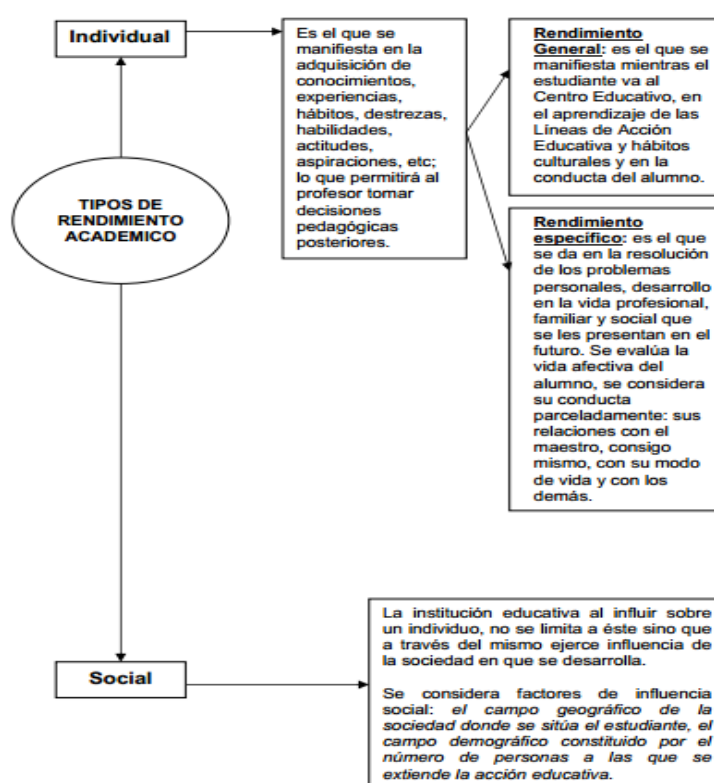 Individual
Es el que se
manifiesta en la
adquisición de
conocimientos,
experiencias,
hábitos, destrezas,
habilidades,
actitudes,
aspiraciones, etc;
lo que permitirá al
profesor tomar
decisiones
pedagógicas
posteriores.
Rendimiento
General: es el que se
manifiesta mientras el
estudiante va al
Centro Educativo, en
el aprendizaje de las
Líneas de Acción
Educativa y hábitos
culturales y en la
conducta del alumno.
TIPOS DE
RENDIMIENTO
ACADEMICO
Rendimiento
específico: es el que
se da en la resolución
de los problemas
personales, desarrollo
en la vida profesional,
familiar y social que
se les presentan en el
futuro. Se evalúa la
vida afectiva del
alumno, se considera
su conducta
parceladamente: sus
relaciones con el
maestro, consigo
mismo, con su modo
de vida y con los
demás.
Social
La institución educativa al influir sobre
un individuo, no se limita a éste sino que
a través del mismo ejerce influencia de
la sociedad en que se desarrolla.
Se considera factores de influencia
social: el campo geográfico de la
sociedad donde se sitúa el estudiante, el
campo demográfico constituido por el
número de personas a las que se
extiende la acción educativa.